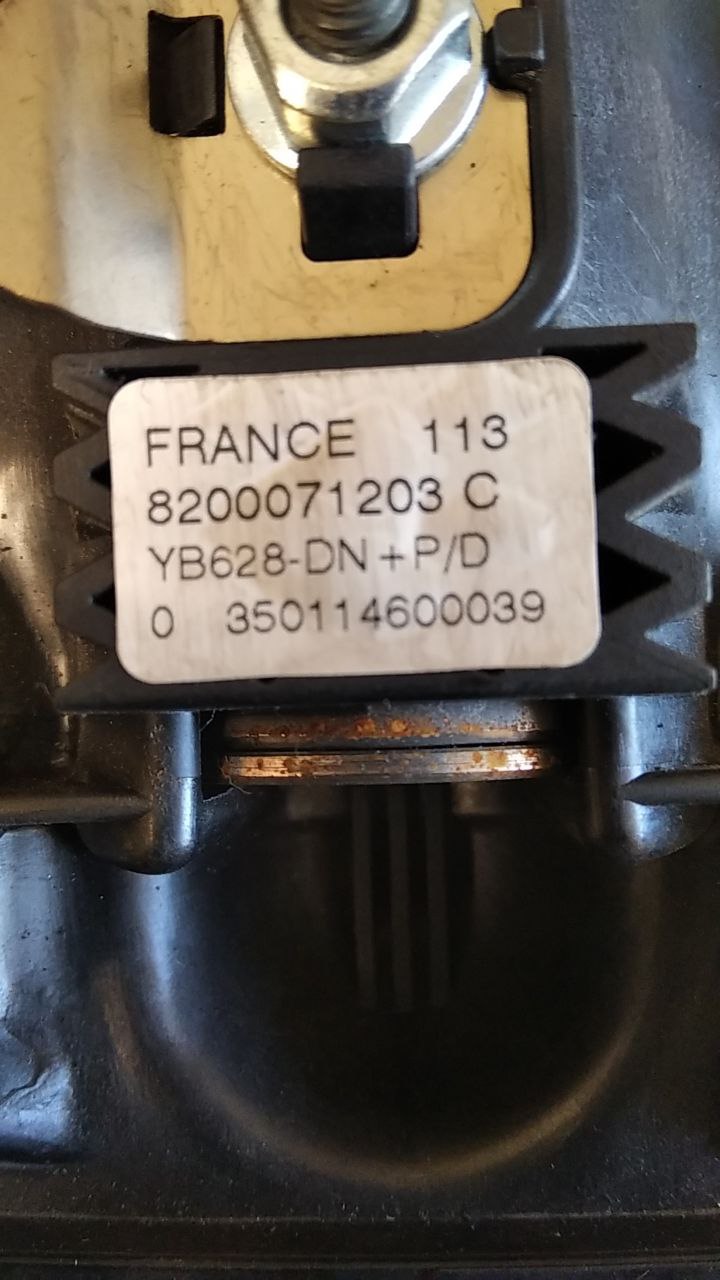 FRANCE 113
8200071203 C
YB628-DN+P/D
0 350114600039